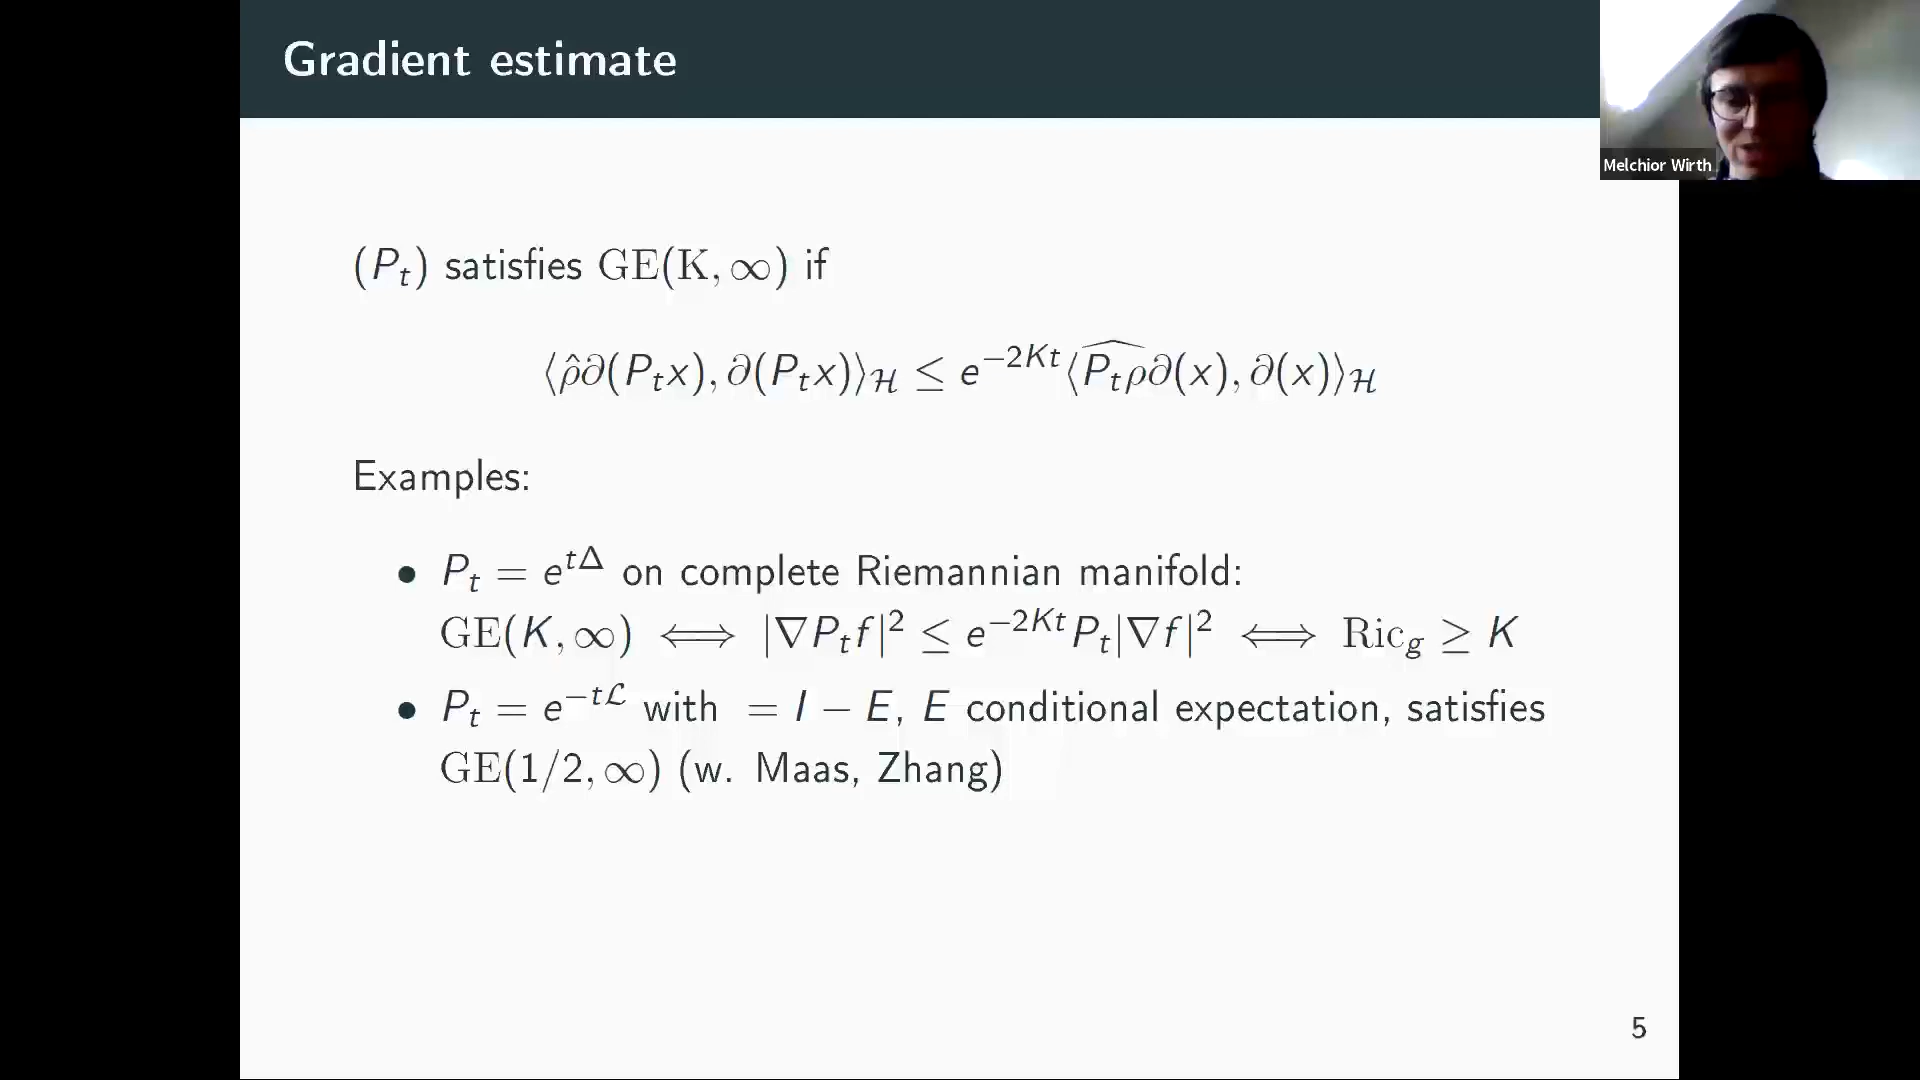 Gradient estimate
Melchior Wirth
(P_t) satisfies GE(K, ∞) if
⟨ρ̂∂(P_t x), ∂(P_t x)⟩_ℋ ≤ e^{−2Kt}⟨\widehat{P_t ρ}∂(x), ∂(x)⟩_ℋ
Examples:
• P_t = e^{tΔ} on complete Riemannian manifold:
GE(K, ∞) ⟺ |∇P_t f|² ≤ e^{−2Kt}P_t|∇f|² ⟺ Ric_g ≥ K
• P_t = e^{−tℒ} with = I − E, E conditional expectation, satisfies
GE(1/2, ∞) (w. Maas, Zhang)
5